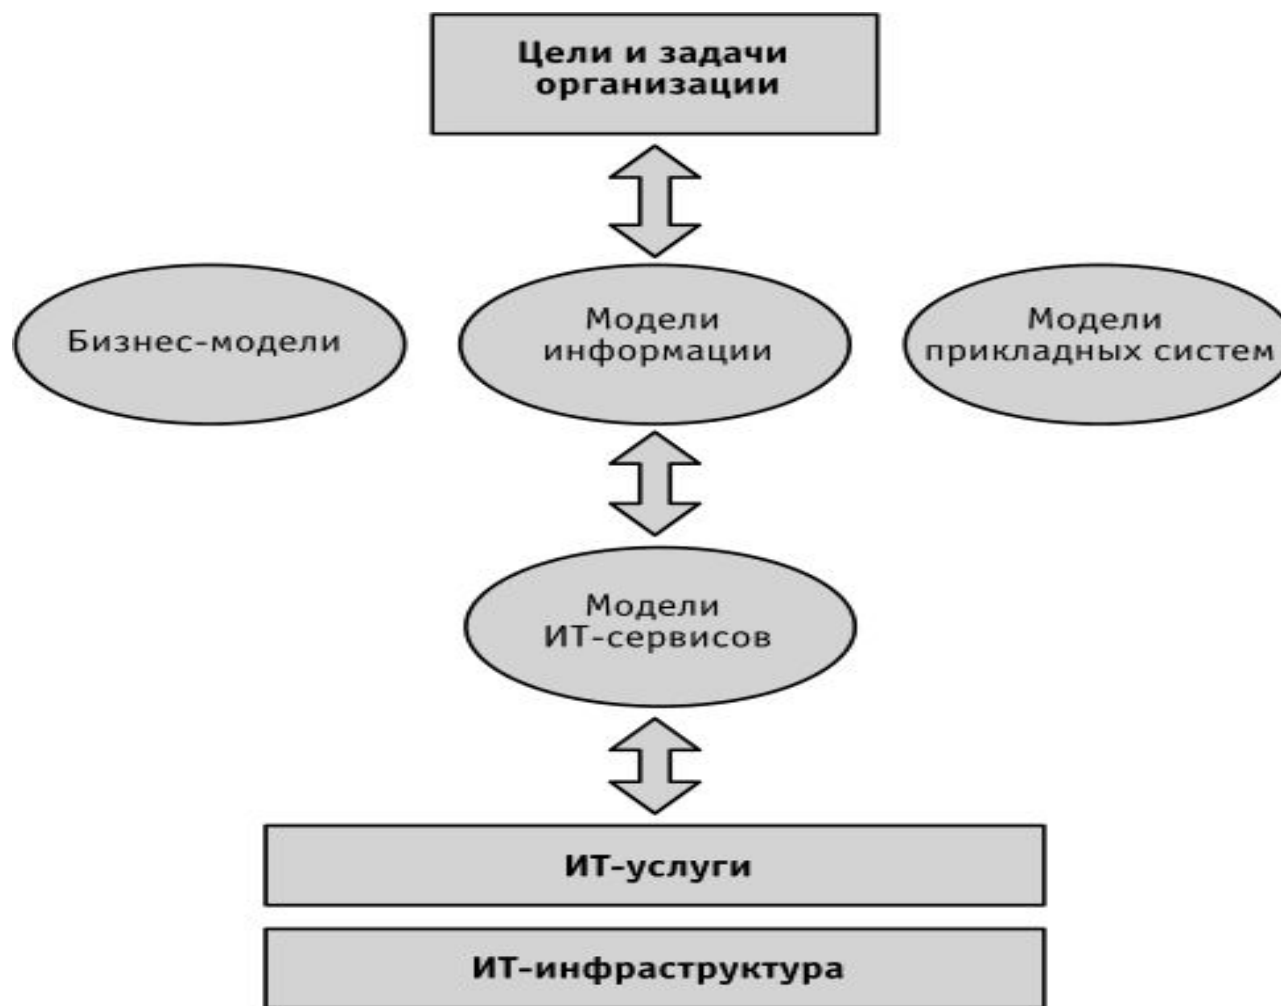 Цели и задачи
организации
Бизнес-модели
Модели
информации
Модели
прикладных систем
Модели
ИТ-сервисов
ИТ-услуги
ИТ-инфраструктура